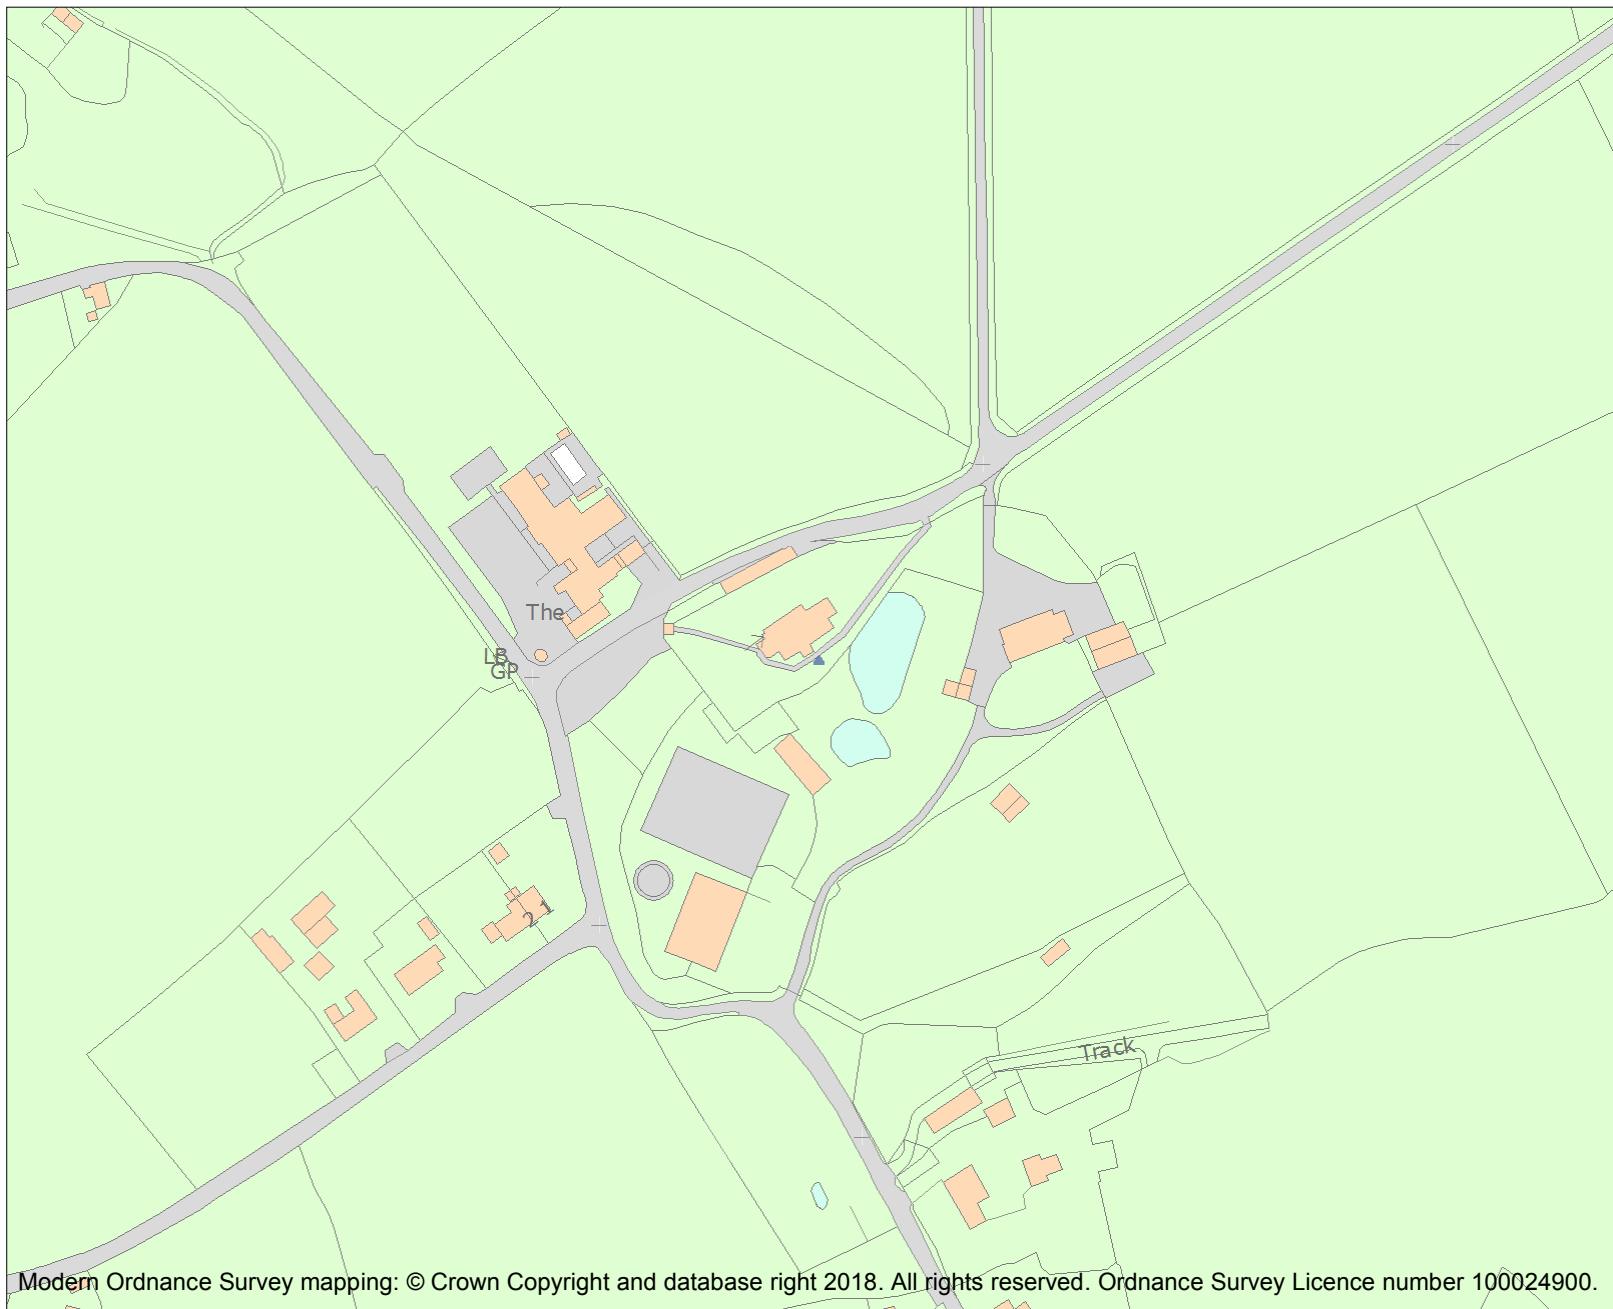 The
LB
GP
2 1
Track
Modern Ordnance Survey mapping: © Crown Copyright and database right 2018. All rights reserved. Ordnance Survey Licence number 100024900.